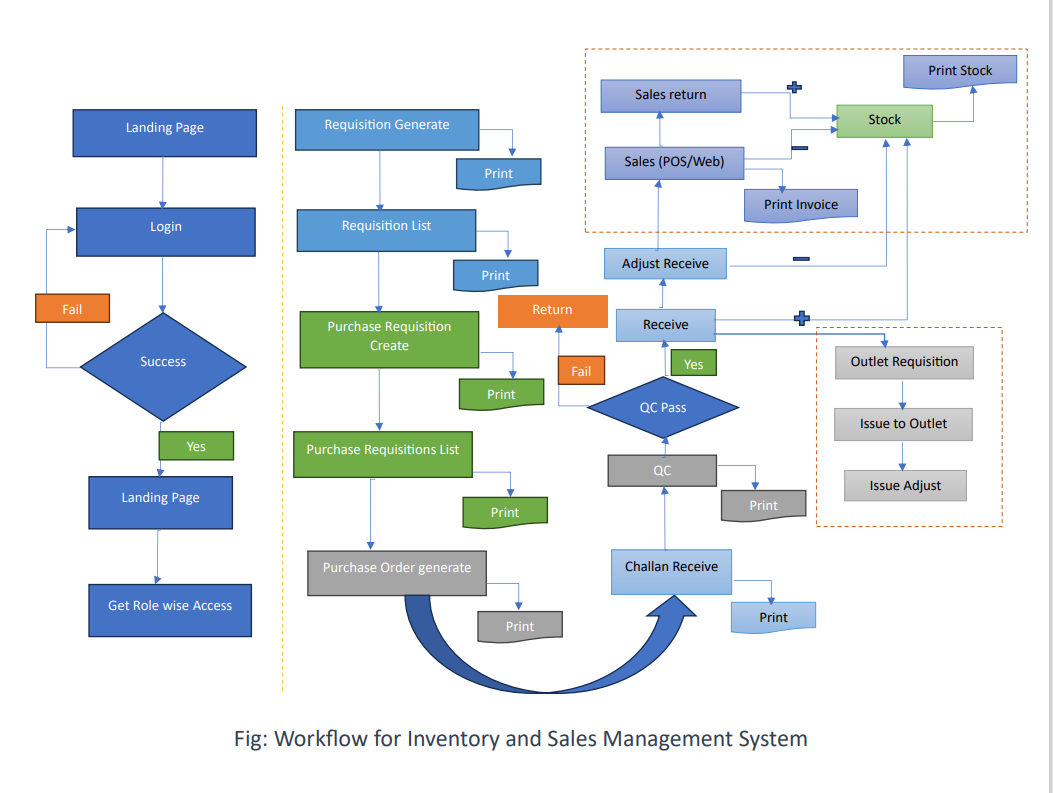 Landing Page
Login
Fail
Success
Yes
Landing Page
Get Role wise Access
Requisition Generate
Print
Requisition List
Print
Purchase Requisition
Create
Print
Purchase Requisitions List
Print
Purchase Order generate
Print
Print Stock
Sales return
Stock
Sales (POS/Web)
Print Invoice
Adjust Receive
Return
Receive
Fail
Yes
QC Pass
QC
Print
Challan Receive
Print
Outlet Requisition
Issue to Outlet
Issue Adjust
Fig: Workflow for Inventory and Sales Management System